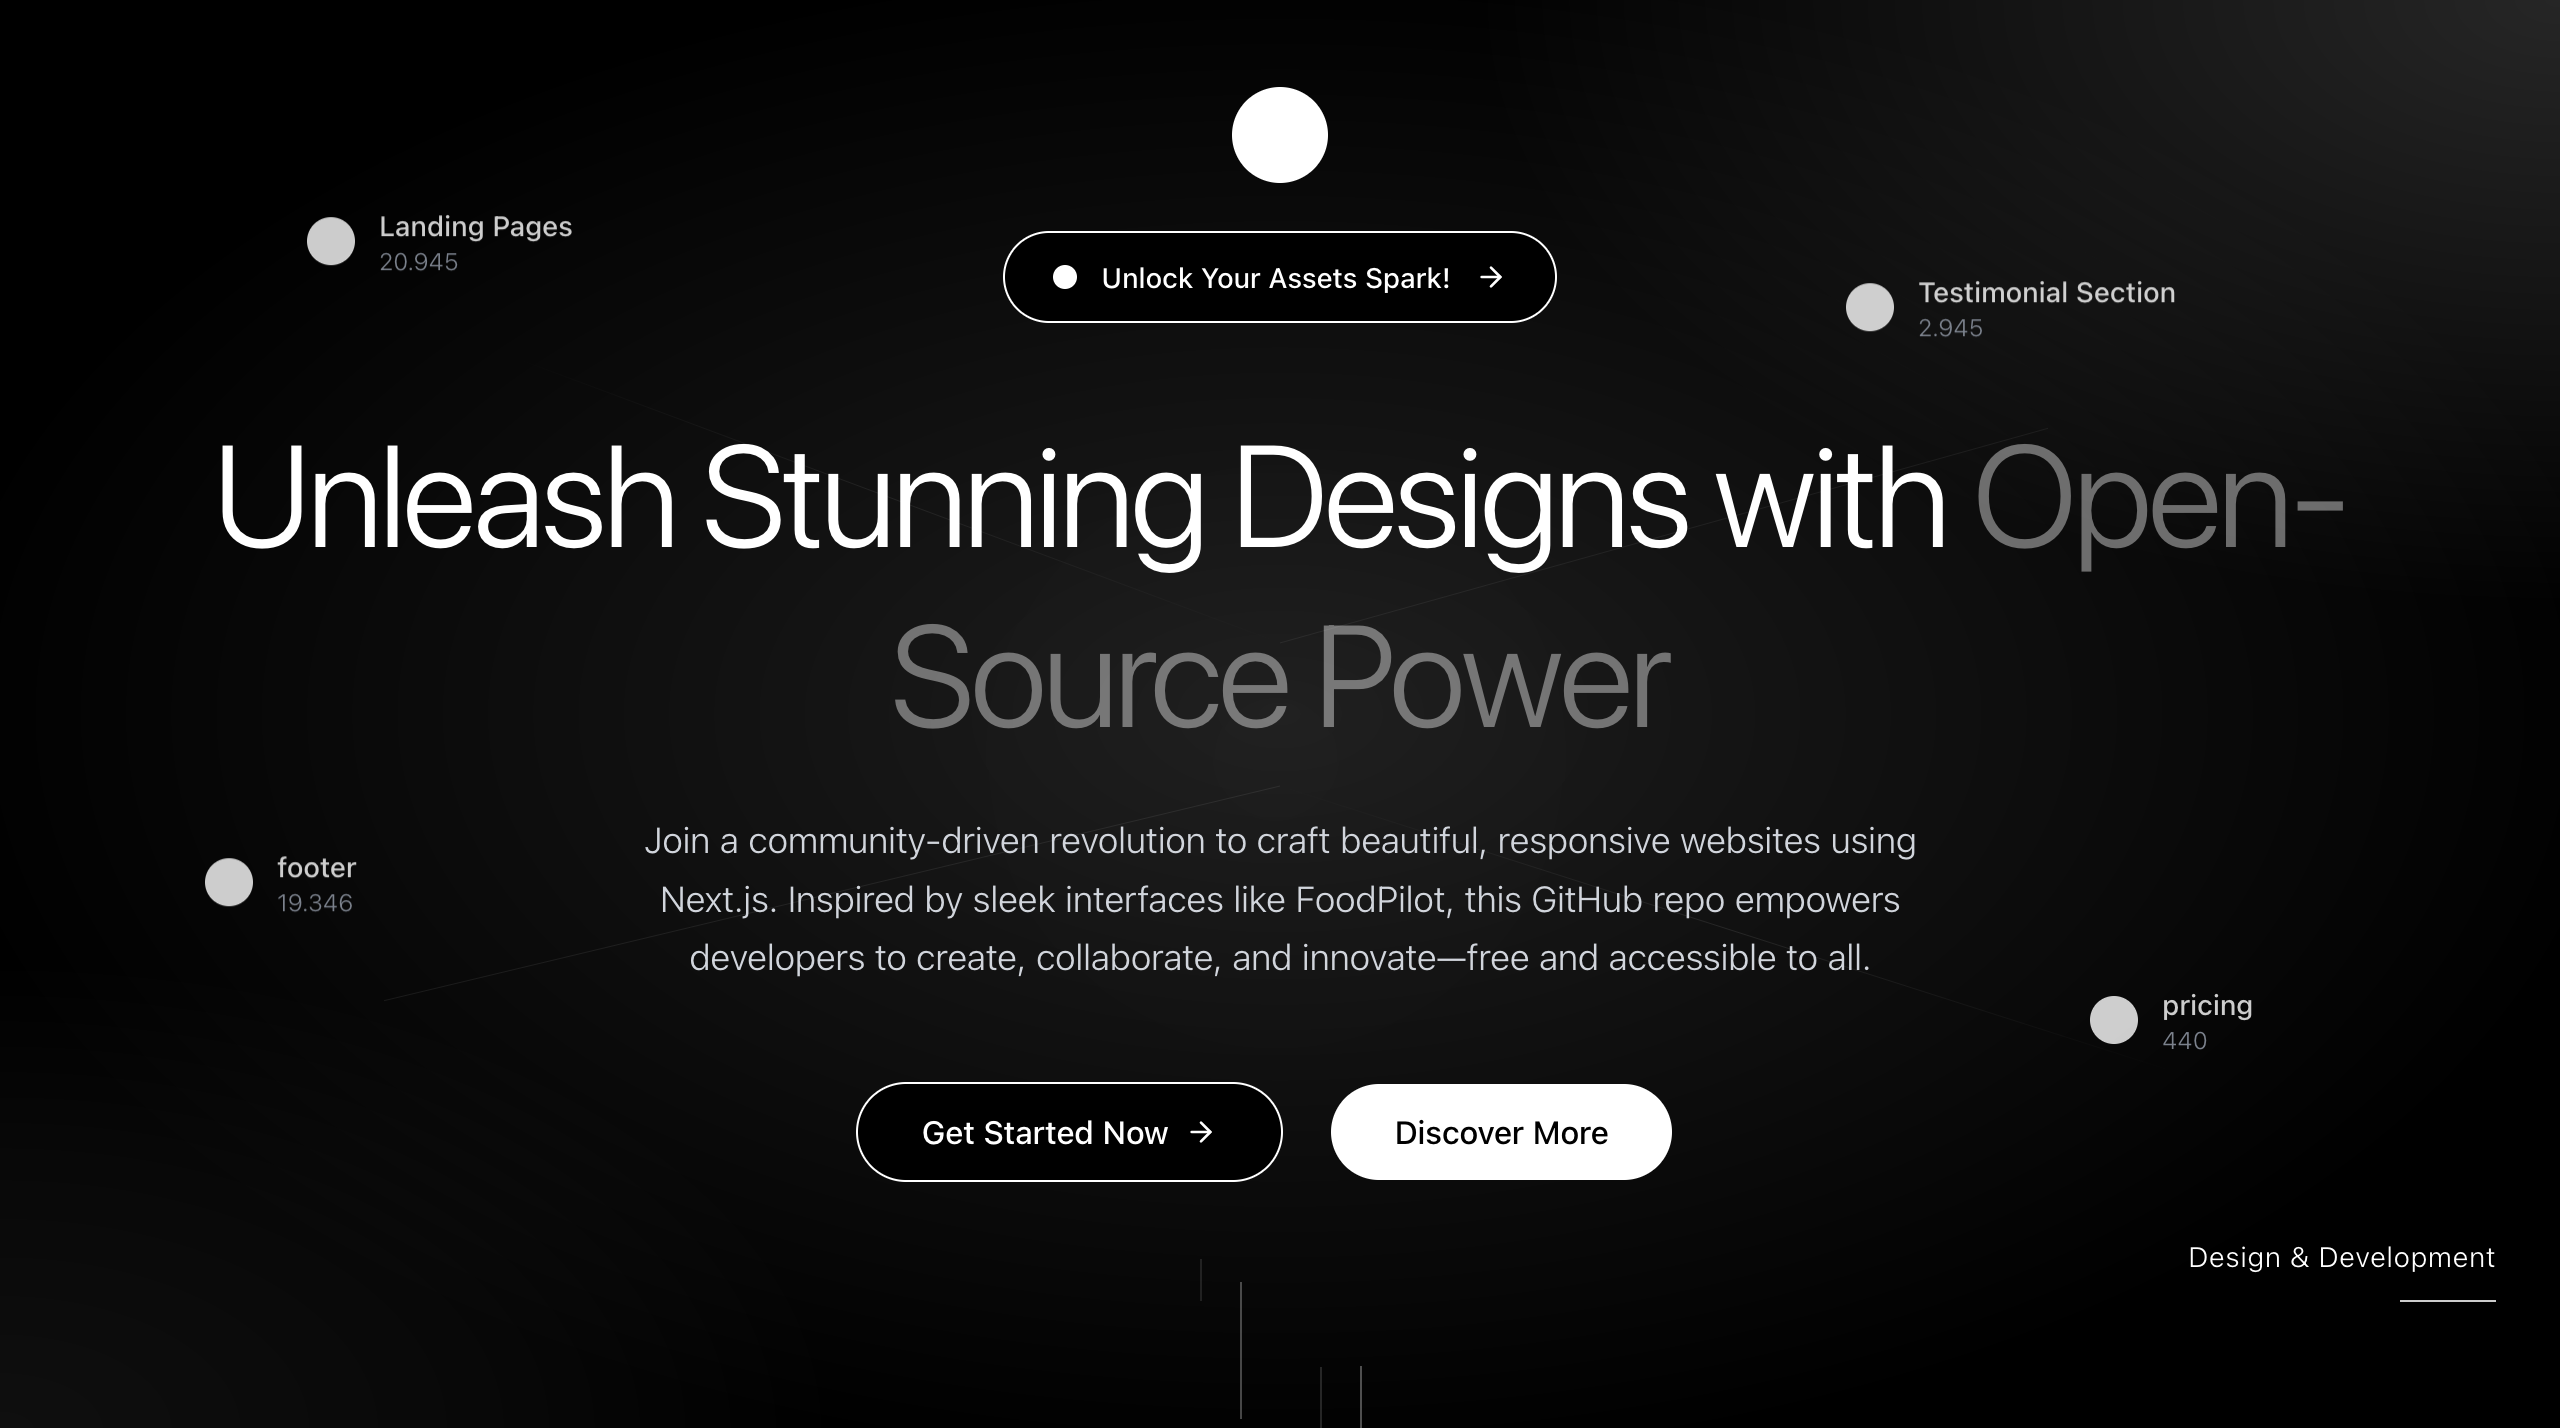 Landing Pages
20.945
Unlock Your Assets Spark!
Testimonial Section
2.945
Unleash Stunning Designs with Open-
Source Power
Join a community-driven revolution to craft beautiful, responsive websites using
Next.js. Inspired by sleek interfaces like FoodPilot, this GitHub repo empowers
developers to create, collaborate, and innovate—free and accessible to all.
footer
19.346
pricing
440
Get Started Now
Discover More
Design & Development